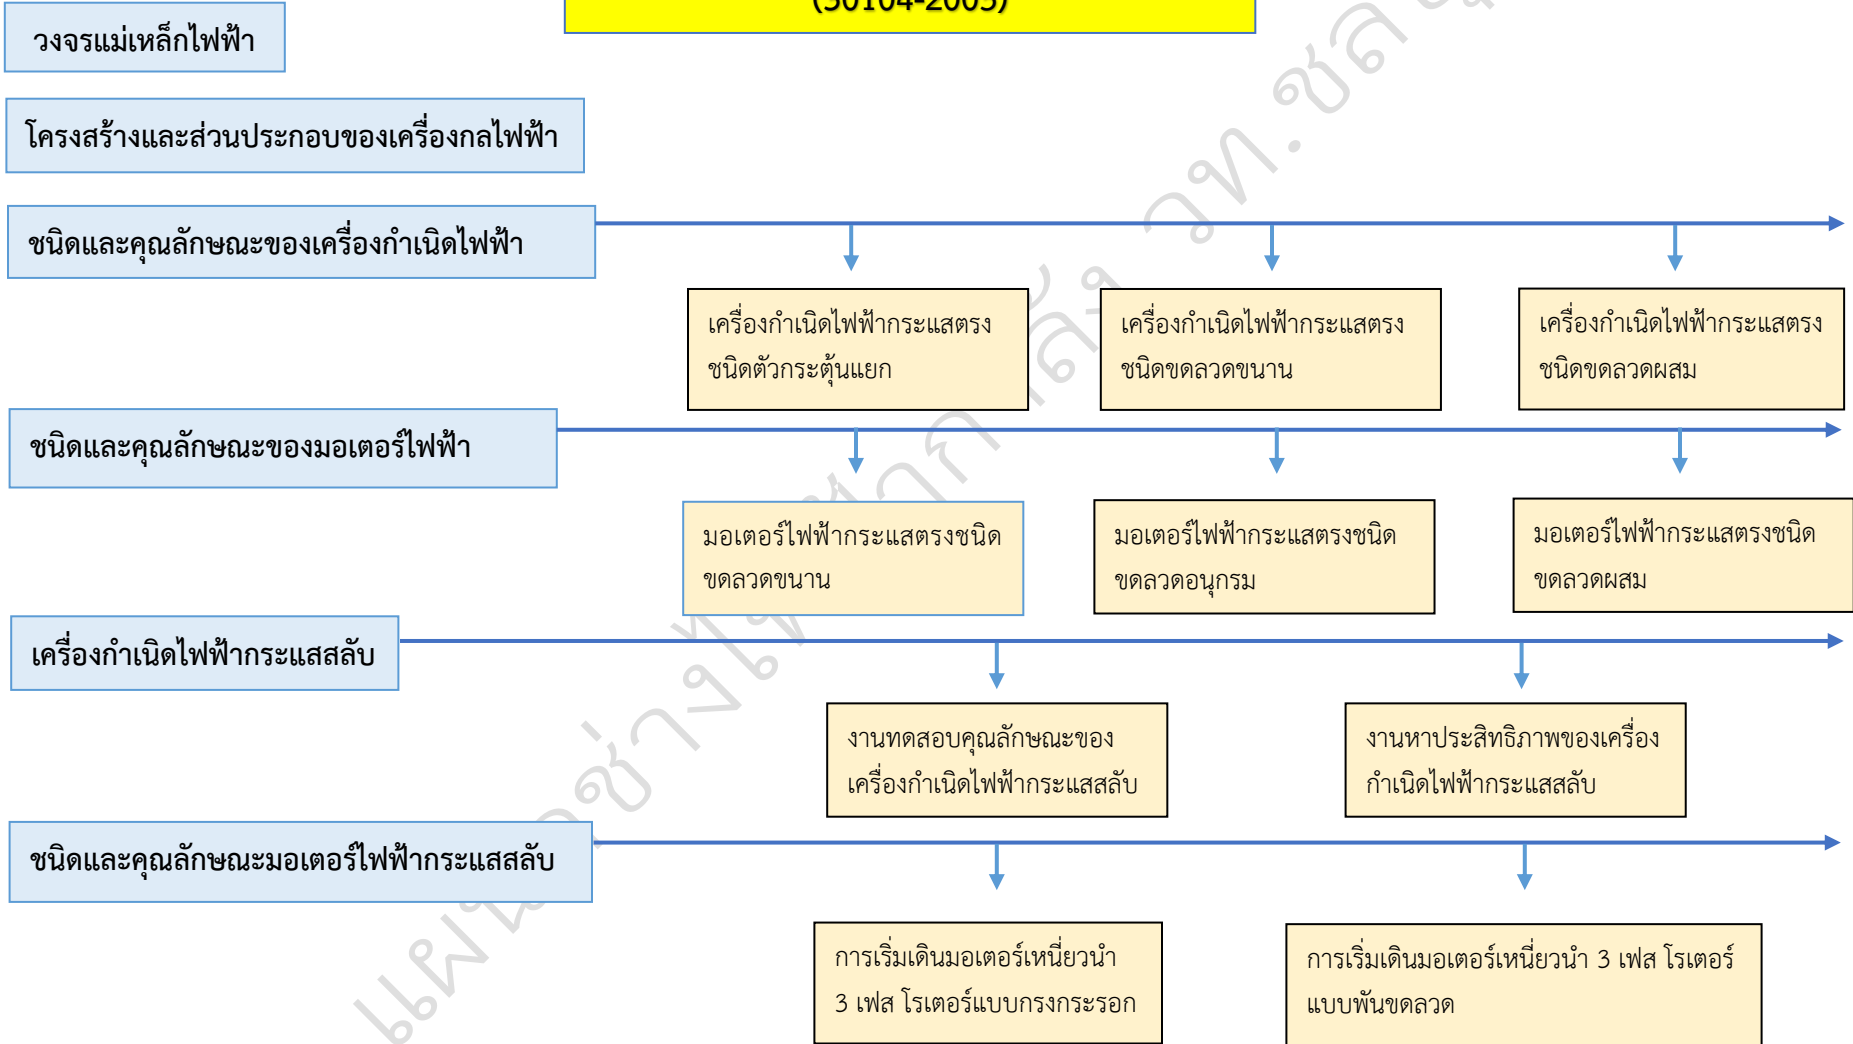 (30104-2005)
วงจรแม่เหล็กไฟฟ้า
โครงสร้างและส่วนประกอบของเครื่องกลไฟฟ้า
ชนิดและคุณลักษณะของเครื่องกำเนิดไฟฟ้า
เครื่องกำเนิดไฟฟ้ากระแสตรง
ชนิดตัวกระตุ้นแยก
เครื่องกำเนิดไฟฟ้ากระแสตรง
ชนิดขดลวดขนาน
เครื่องกำเนิดไฟฟ้ากระแสตรง
ชนิดขดลวดผสม
ชนิดและคุณลักษณะของมอเตอร์ไฟฟ้า
มอเตอร์ไฟฟ้ากระแสตรงชนิด
ขดลวดขนาน
มอเตอร์ไฟฟ้ากระแสตรงชนิด
ขดลวดอนุกรม
มอเตอร์ไฟฟ้ากระแสตรงชนิด
ขดลวดผสม
เครื่องกำเนิดไฟฟ้ากระแสสลับ
งานทดสอบคุณลักษณะของ
เครื่องกำเนิดไฟฟ้ากระแสสลับ
งานหาประสิทธิภาพของเครื่อง
กำเนิดไฟฟ้ากระแสสลับ
ชนิดและคุณลักษณะมอเตอร์ไฟฟ้ากระแสสลับ
การเริ่มเดินมอเตอร์เหนี่ยวนำ
3 เฟส โรเตอร์แบบกรงกระรอก
การเริ่มเดินมอเตอร์เหนี่ยวนำ 3 เฟส โรเตอร์
แบบพันขดลวด